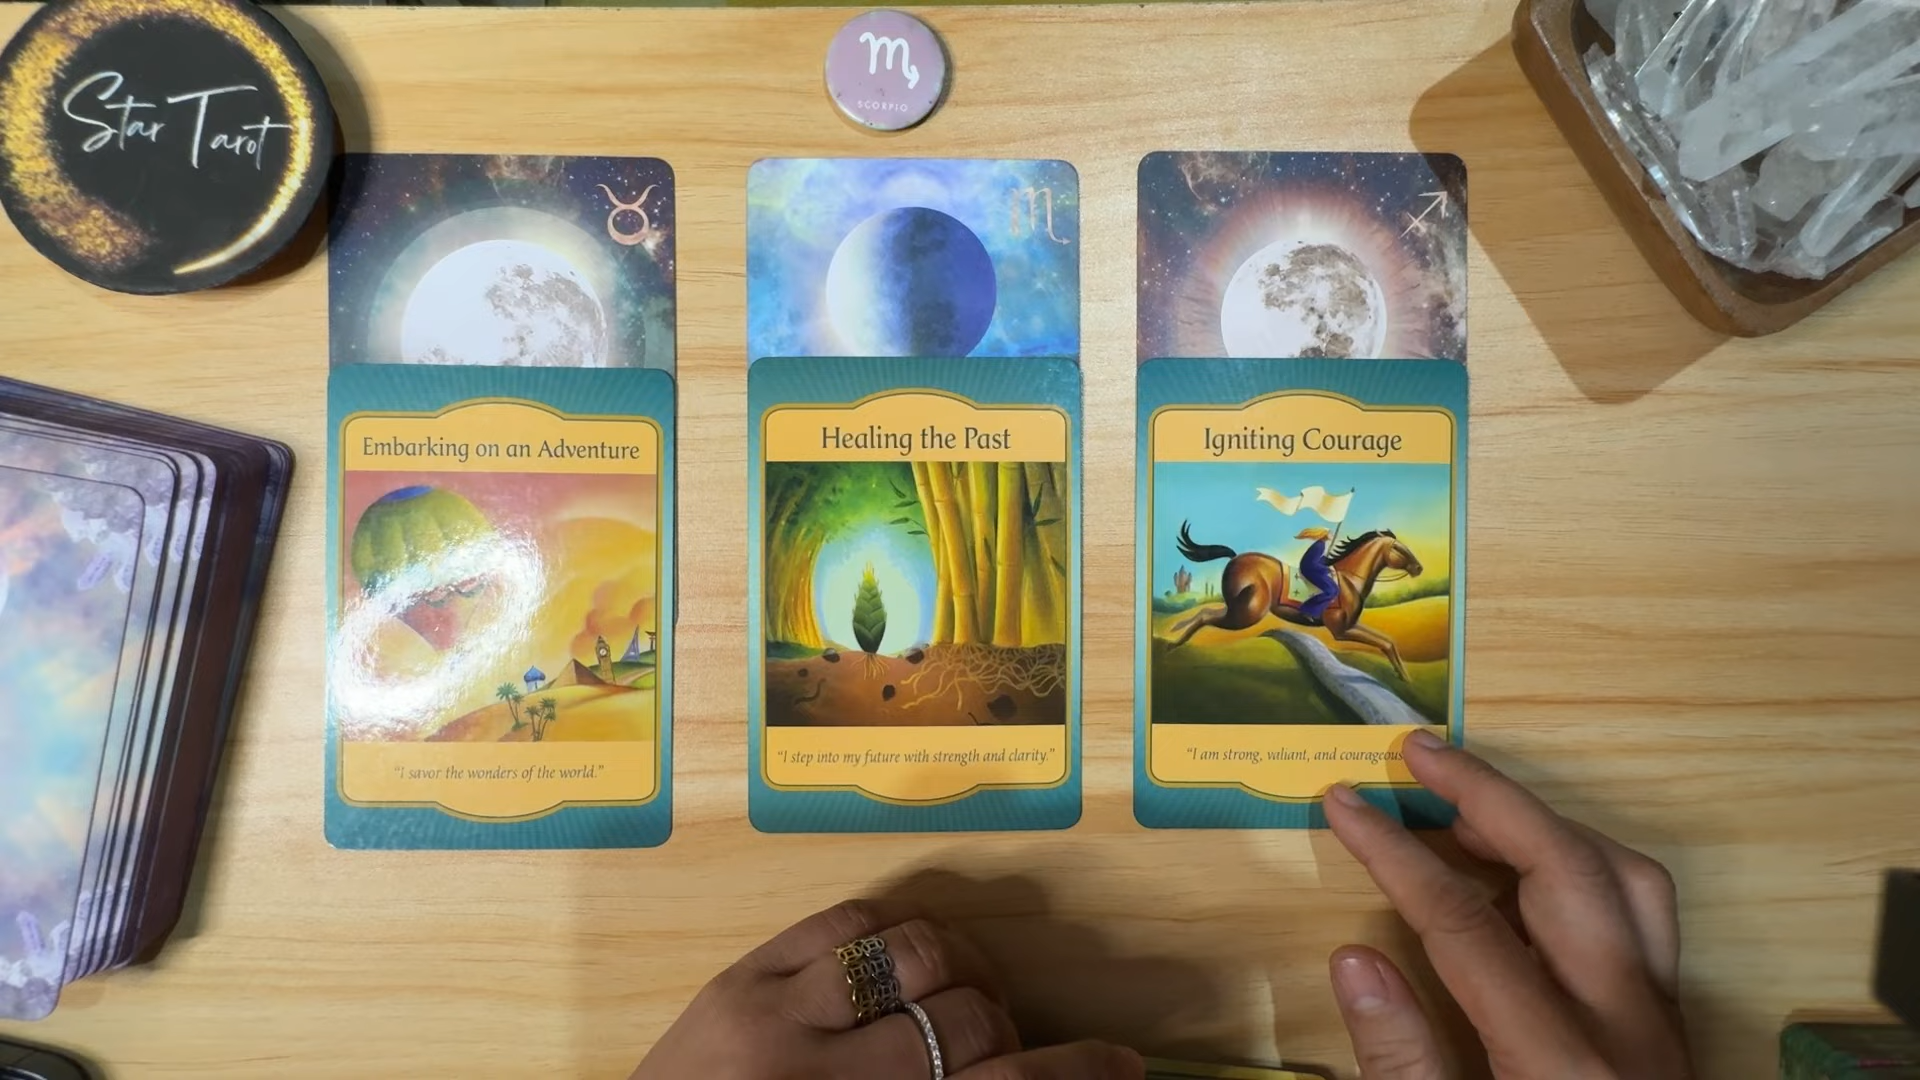 Star Tarot
SCORPIO
Embarking on an Adventure
"I savor the wonders of the world."
Healing the Past
"I step into my future with strength and clarity."
Igniting Courage
"I am strong, valiant, and courageous